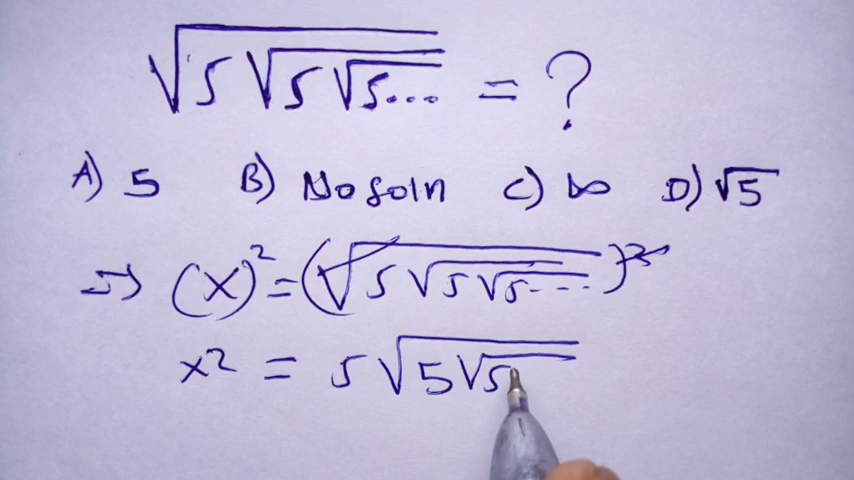 √5√5√5... = ?
A) 5 B) No soln C) ∞ D) √5
⇒ (x)² = (√5√5√5...)²
x² = 5√5√5